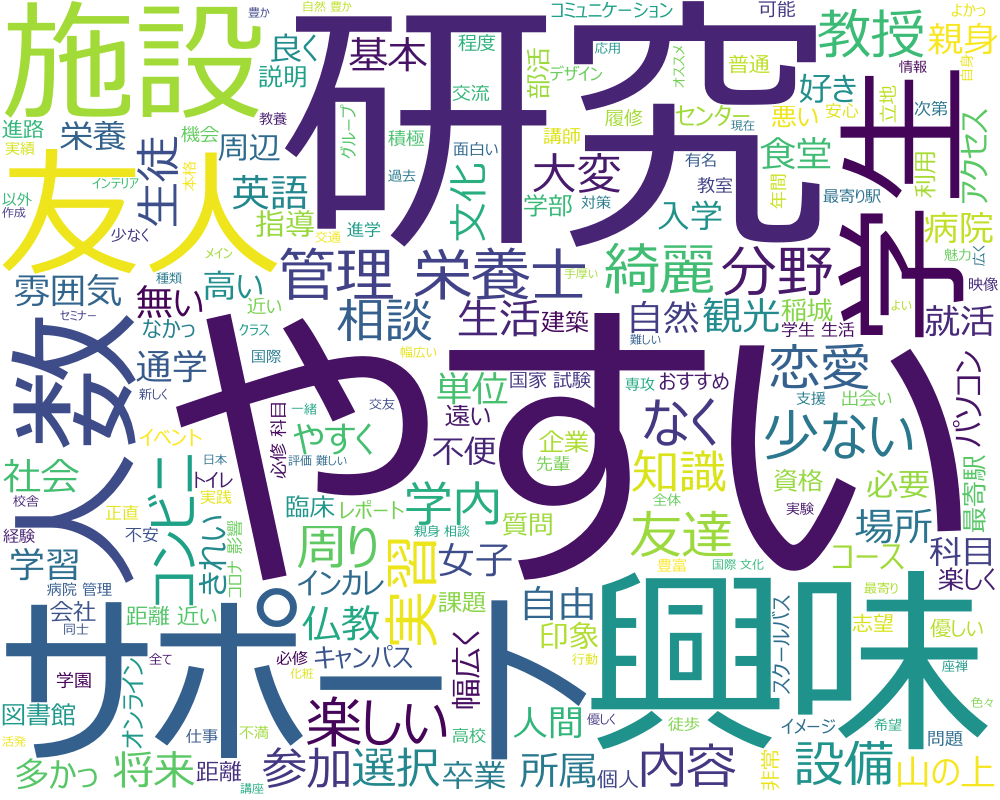 施設
研究
やすい
友人
学生
人数
サポート
興味
教授
親身
コミュニケーション
可能
豊か
自然 豊か
良く
基本
程度
部活
応用
デザイン
オススメ
普通
よかっ
情報
自身
説明
交流
好き
進路
栄養
機会
教養
グループ
積極
講師
履修
センター
悪い
安心
立地
次第
アクセス
実績
周辺
現在
面白い
文化
大変
有名
食堂
利用
以外
作成
インテリア
本格
生徒
英語
過去
学部
教室
対策
年間
最寄り駅
少なく
指導
交通
進学
入学
病院
魅力
広く
メイン
管理 栄養士
手厚い
綺麗
分野
映像
雰囲気
種類
無い
高い
近い
相談
生活
建築
自然
観光
稲城
就活
セミナー
なかっ
クラス
学生 生活
よい
難しい
通学
国際
幅広い
単位
国家 試験
専攻
おすすめ
恋愛
支援
出会い
パソコン
新しく
必修 科目
一緒
交友
やすく
遠い
なく
少ない
イベント
評価 難しい
不便
企業
先輩
社会
コンビニ
日本
トイレ
実践
知識
資格
必要
最寄駅
校舎
正直
きれい
臨床
レポート
学内
質問
全体
実験
場所
経験
不安
コロナ 影響
周り
親身 相談
友達
コース
科目
学習
実習
女子
豊富
国際 文化
最寄り
楽しく
病院 管理
インカレ
会社
距離 近い
仏教
課題
自由
スクールバス
志望
優しい
同士
印象
全て
必修
キャンパス
幅広く
行動
座禅
学園
化粧
図書館
オンライン
楽しい
優しく
人間
徒歩
イメージ
希望
色々
活発
仕事
不満
高校
問題
多かっ
将来
距離
参加
選択
卒業
所属
個人
内容
非常
設備
山の上
講座